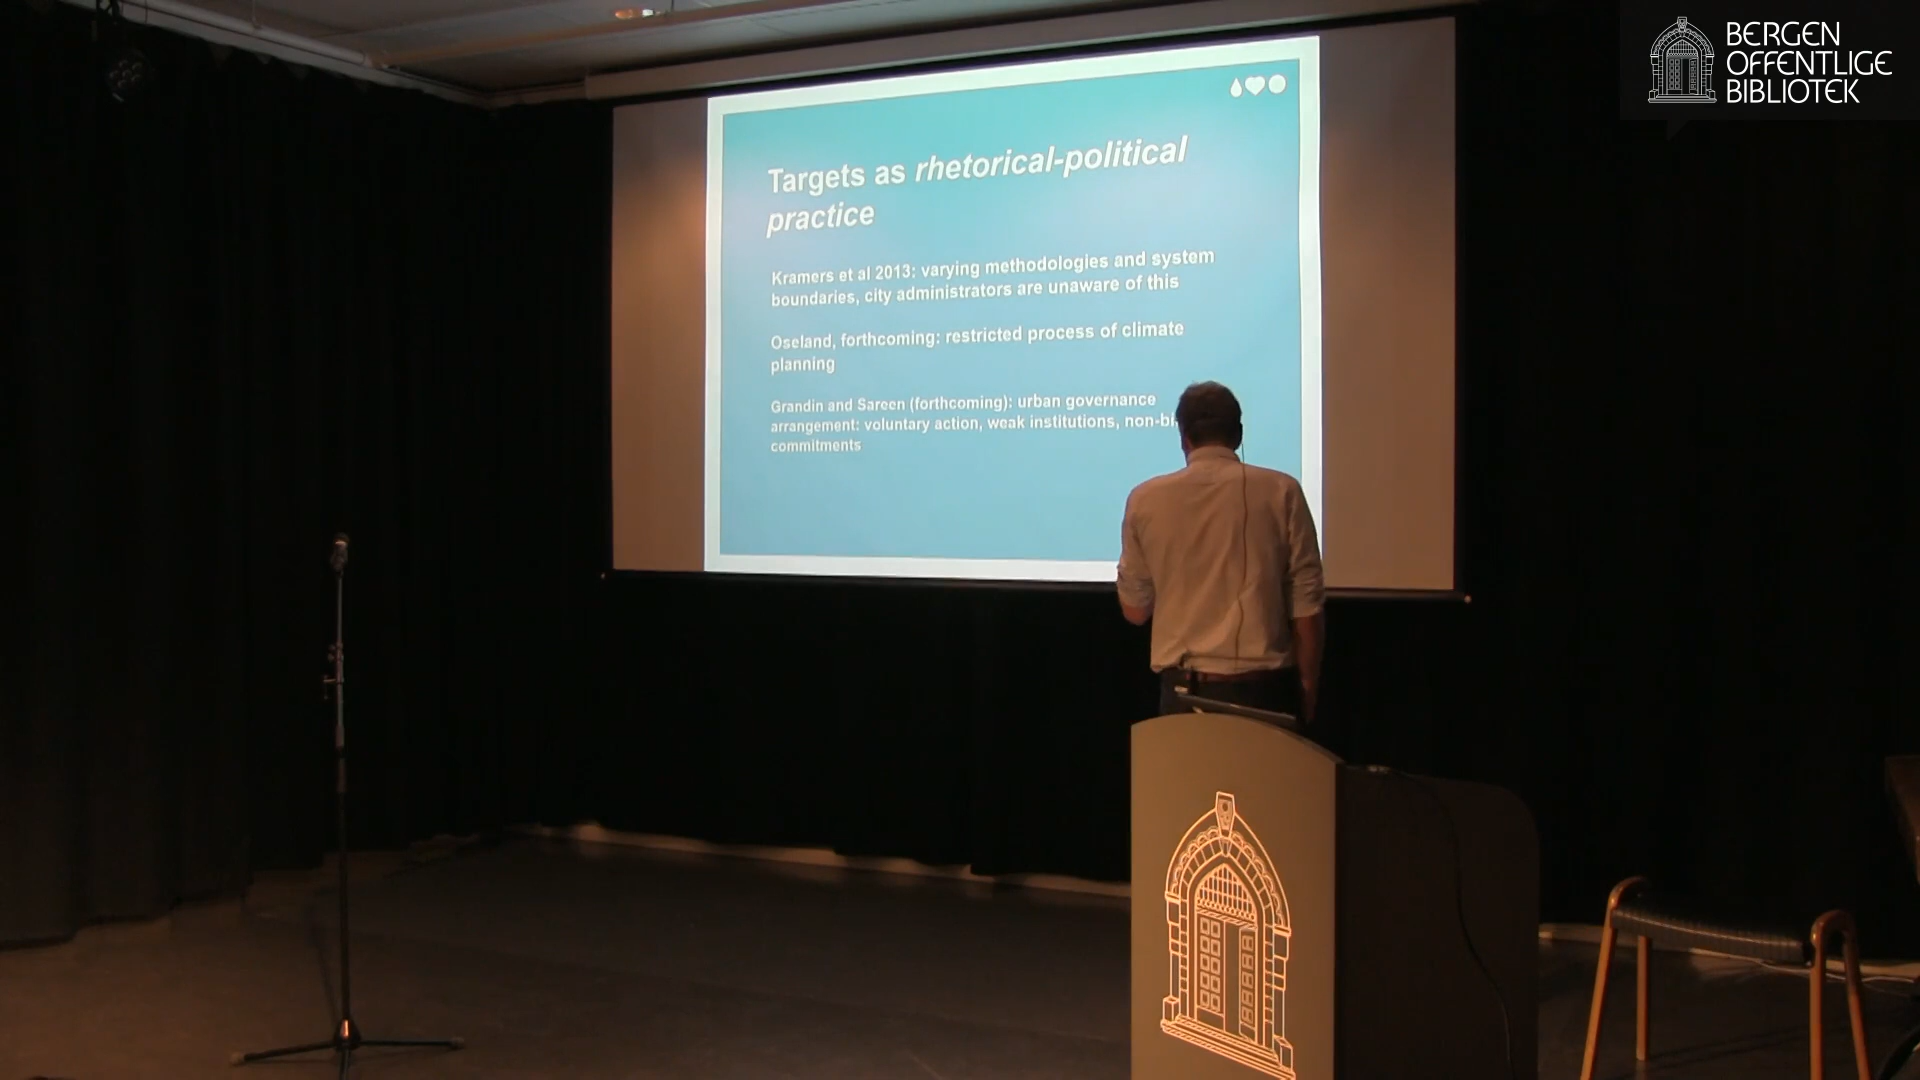 BERGEN
OFFENTLIGE
BIBLIOTEK
Targets as rhetorical-political
practice
Kramers et al 2013: varying methodologies and system
boundaries, city administrators are unaware of this
Oseland, forthcoming: restricted process of climate
planning
Grandin and Sareen (forthcoming): urban governance
arrangement: voluntary action, weak institutions,
commitments